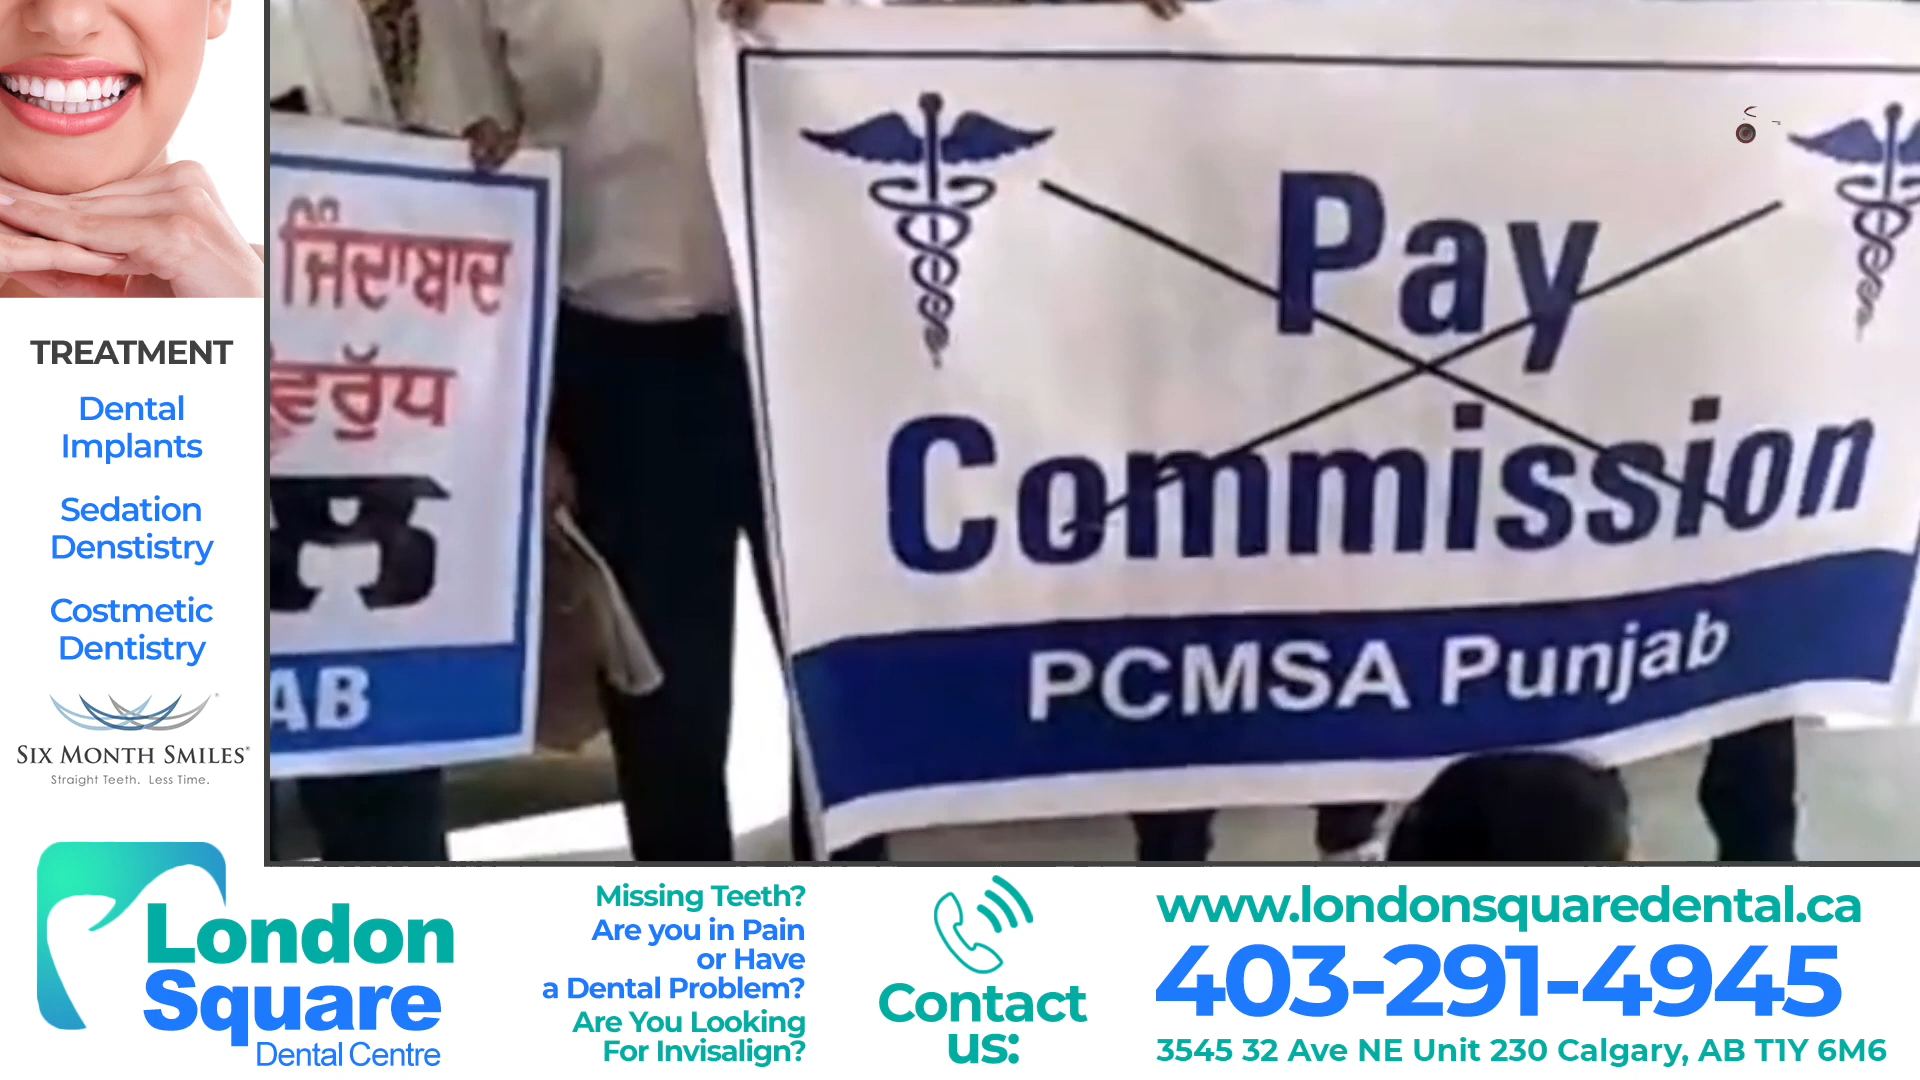 ਜ਼ਿੰਦਾਬਾਦ
ਵਿਰੁੱਧ
AB
Pay
Commission
PCMSA Punjab
TREATMENT
Dental
Implants
Sedation
Denstistry
Costmetic
Dentistry
SIX MONTH SMILES®
Straight Teeth. Less Time.
London
Square
Dental Centre
Missing Teeth?
Are you in Pain
or Have
a Dental Problem?
Are You Looking
For Invisalign?
Contact
us:
www.londonsquaredental.ca
403-291-4945
3545 32 Ave NE Unit 230 Calgary, AB T1Y 6M6